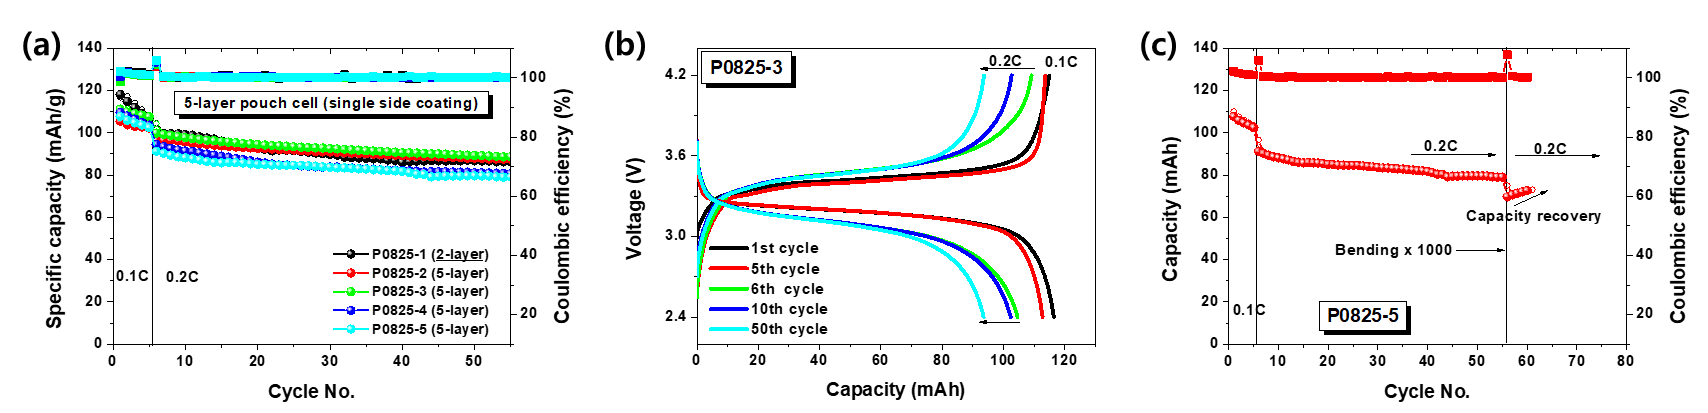 (a)
140
120
100
80
60
40
20
0
Specific capacity (mAh/g)
5-layer pouch cell (single side coating)
P0825-1 (2-layer)
P0825-2 (5-layer)
P0825-3 (5-layer)
P0825-4 (5-layer)
P0825-5 (5-layer)
0.1C
0.2C
100
80
60
40
20
Coulombic efficiency (%)
0 10 20 30 40 50
Cycle No.
(b)
P0825-3
0.2C
0.1C
4.2
3.6
3.0
2.4
Voltage (V)
1st cycle
5th cycle
6th cycle
10th cycle
50th cycle
0 20 40 60 80 100 120
Capacity (mAh)
(c)
140
120
100
80
60
40
20
0
Capacity (mAh)
0.2C
0.2C
Capacity recovery
Bending x 1000
0.1C
P0825-5
100
80
60
40
20
Coulombic efficiency (%)
0 10 20 30 40 50 60 70 80
Cycle No.